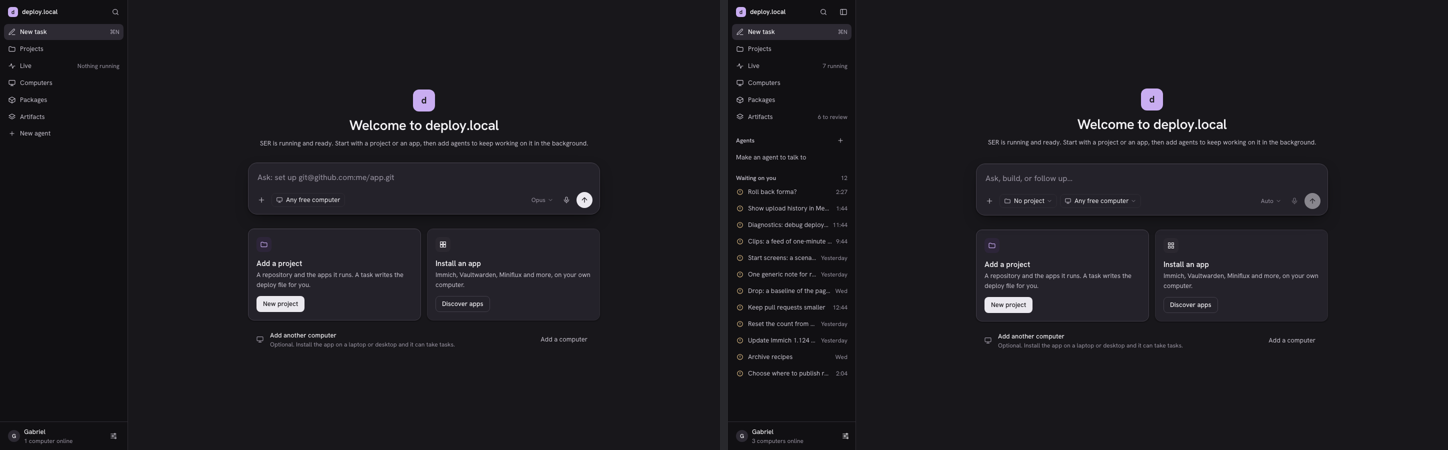 d deploy.local
New task ⌘N
Projects
Live Nothing running
Computers
Packages
Artifacts
New agent
d
Welcome to deploy.local
SER is running and ready. Start with a project or an app, then add agents to keep working on it in the background.
Ask: set up git@github.com:me/app.git
Any free computer Opus
Add a project
A repository and the apps it runs. A task writes the
deploy file for you.
New project
Install an app
Immich, Vaultwarden, Miniflux and more, on your own
computer.
Discover apps
Add another computer
Optional. Install the app on a laptop or desktop and it can take tasks.
Add a computer
G Gabriel
1 computer online
d deploy.local
New task ⌘N
Projects
Live 7 running
Computers
Packages
Artifacts 6 to review
Agents
Make an agent to talk to
Waiting on you 12
Roll back forma? 2:27
Show upload history in Me... 1:44
Diagnostics: debug deploy... 11:44
Clips: a feed of one-minute ... 9:44
Start screens: a scena... Yesterday
One generic note for r... Yesterday
Drop: a baseline of the pag... Wed
Keep pull requests smaller 12:44
Reset the count from ... Yesterday
Update Immich 1.124 ... Yesterday
Archive recipes Wed
Choose where to publish r... 2:04
G Gabriel
3 computers online
d
Welcome to deploy.local
SER is running and ready. Start with a project or an app, then add agents to keep working on it in the background.
Ask, build, or follow up...
No project Any free computer Auto
Add a project
A repository and the apps it runs. A task writes the
deploy file for you.
New project
Install an app
Immich, Vaultwarden, Miniflux and more, on your own
computer.
Discover apps
Add another computer
Optional. Install the app on a laptop or desktop and it can take tasks.
Add a computer